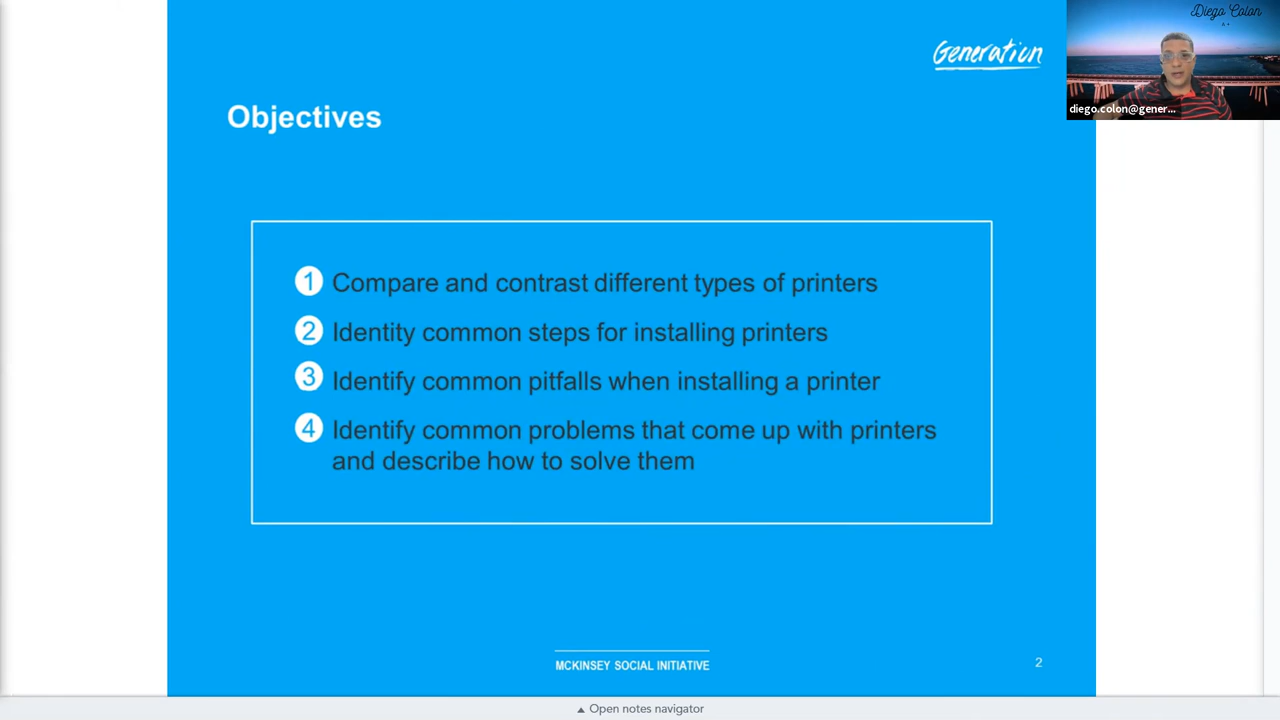 Diego Colon
A+
Generation
diego.colon@gener...
Objectives
1 Compare and contrast different types of printers
2 Identity common steps for installing printers
3 Identify common pitfalls when installing a printer
4 Identify common problems that come up with printers
and describe how to solve them
MCKINSEY SOCIAL INITIATIVE
2
▲ Open notes navigator